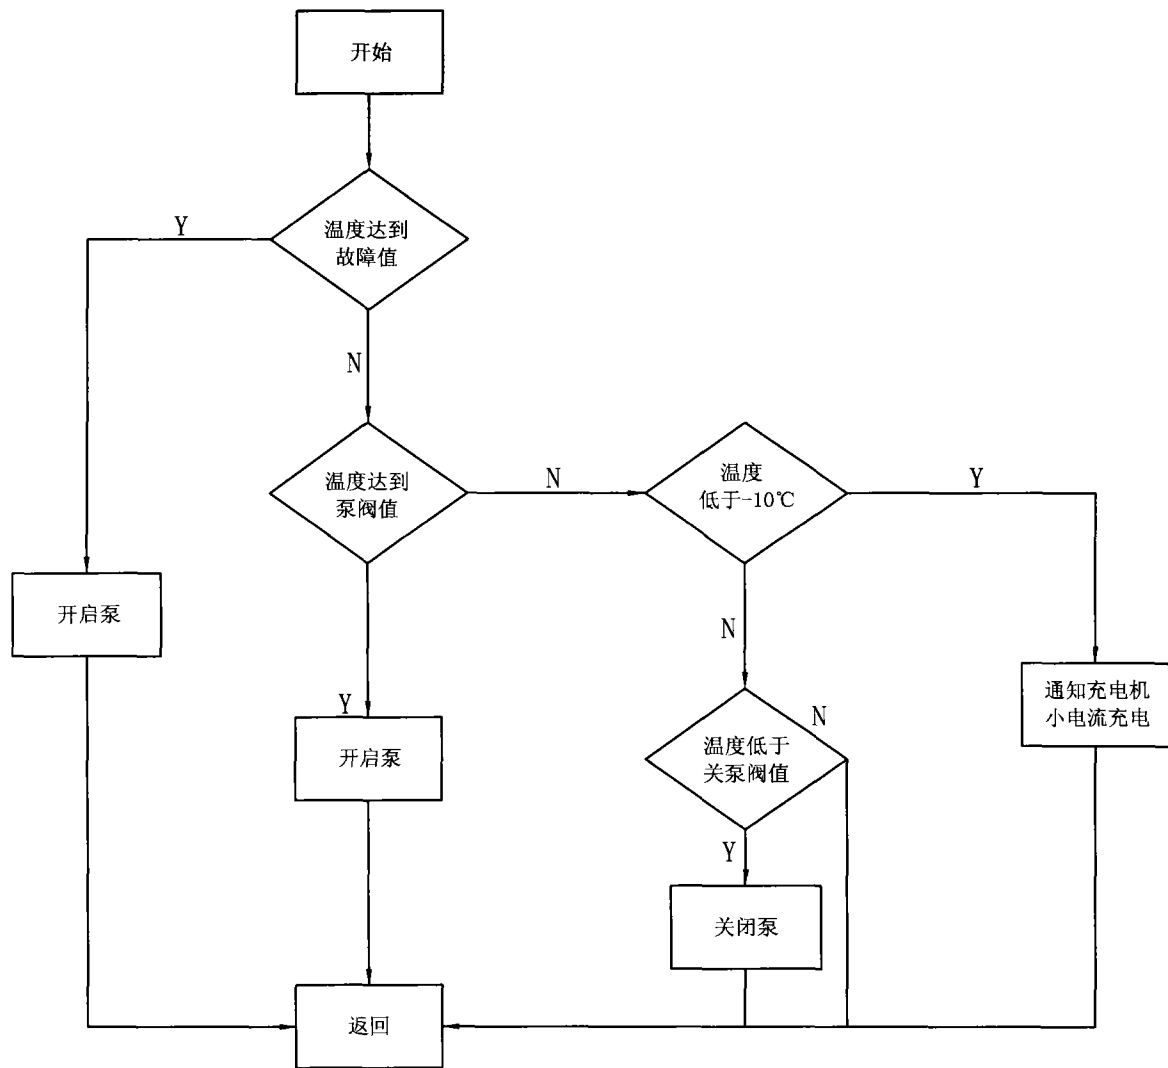 开始
Y
温度达到
故障值
N
温度达到
泵阀值
N
温度
低于-10℃
Y
开启泵
N
Y
开启泵
通知充电机
小电流充电
温度低于
关泵阀值
N
Y
关闭泵
返回